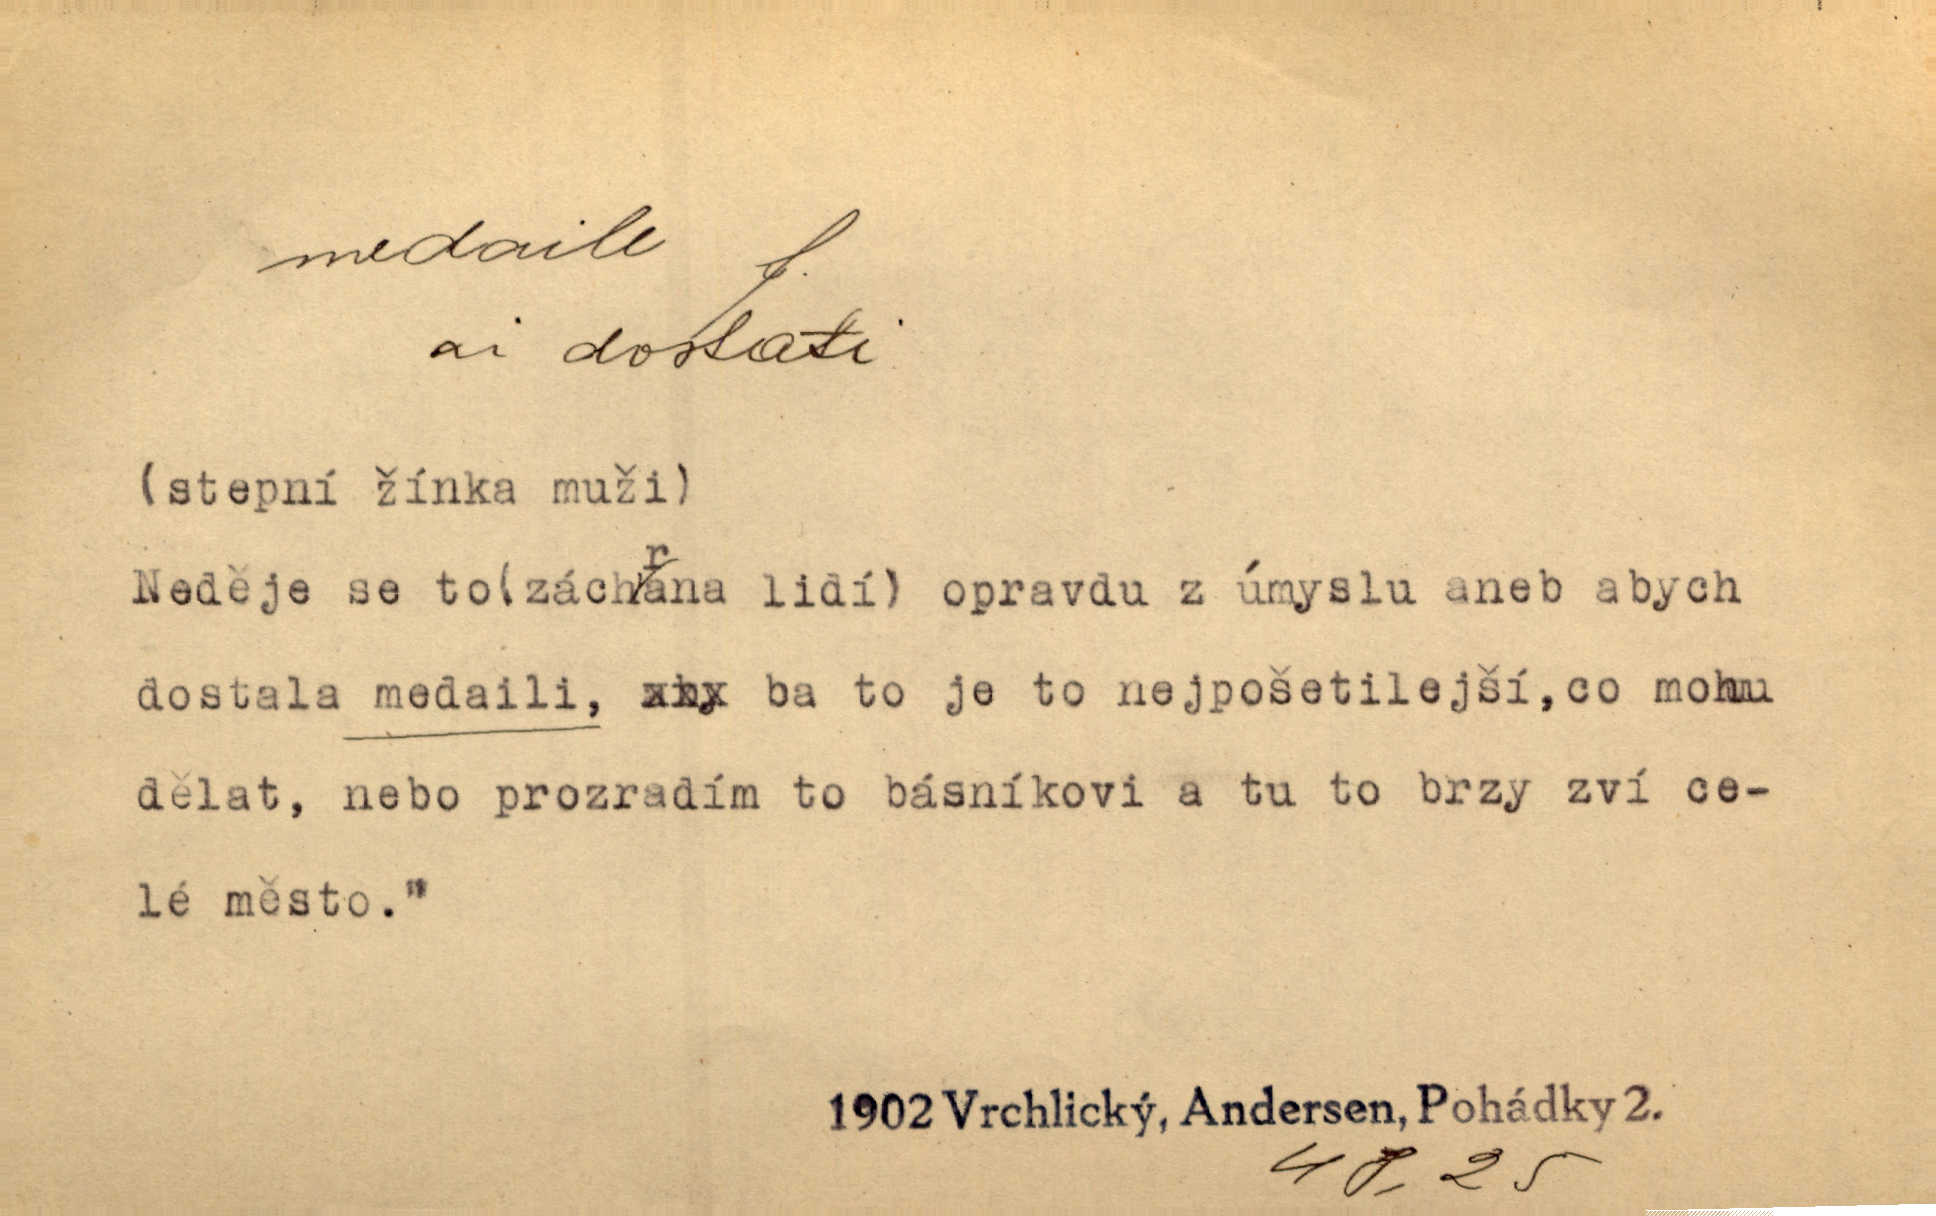 medaile f.
ai dostati
(stepní žínka muži)
Neděje se to(záchrana lidí) opravdu z úmyslu aneb abych
dostala medaili, ba to je to nejpošetilejší,co mohu
dělat, nebo prozradím to básníkovi a tu to brzy zví ce-
lé město."
1902 Vrchlický, Andersen, Pohádky 2.
48, 25